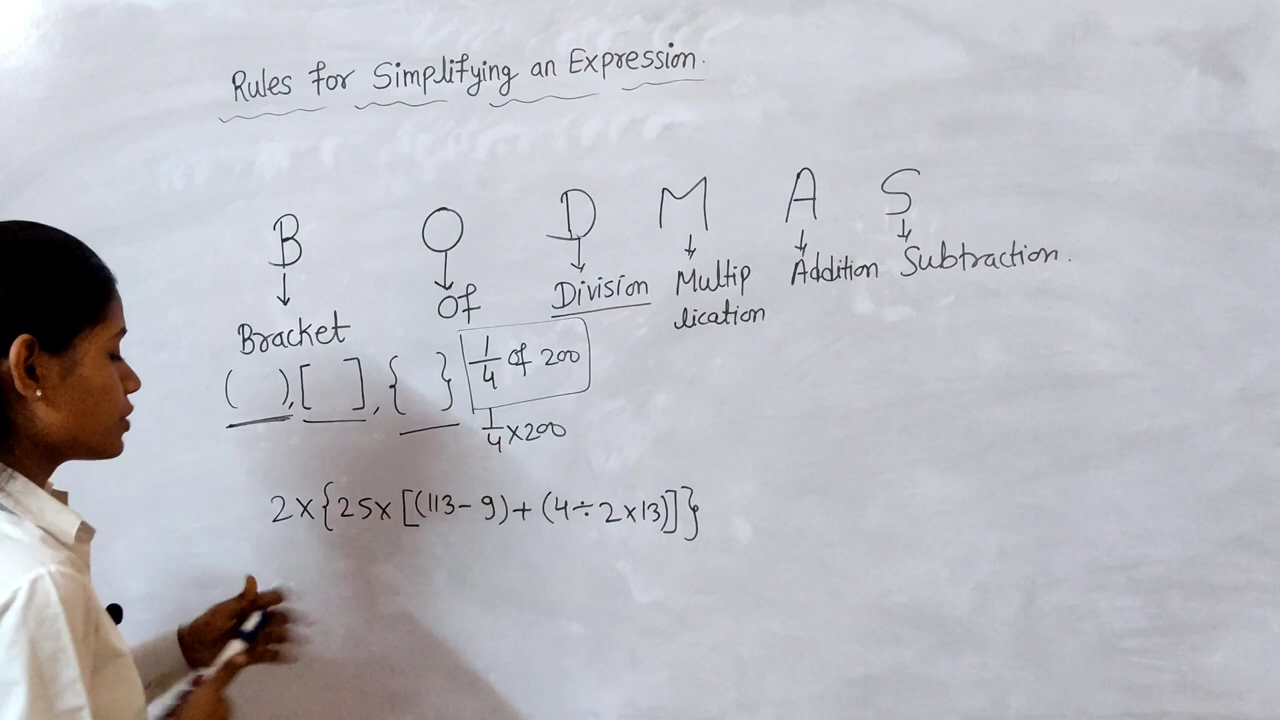 Rules for Simplifying an Expression.
B O D M A S
Bracket Of Division Multip Addition Subtraction.
lication
( ), [ ], { } 1/4 of 200
1/4 × 200
2×{25×[(113-9)+(4÷2×13)]}